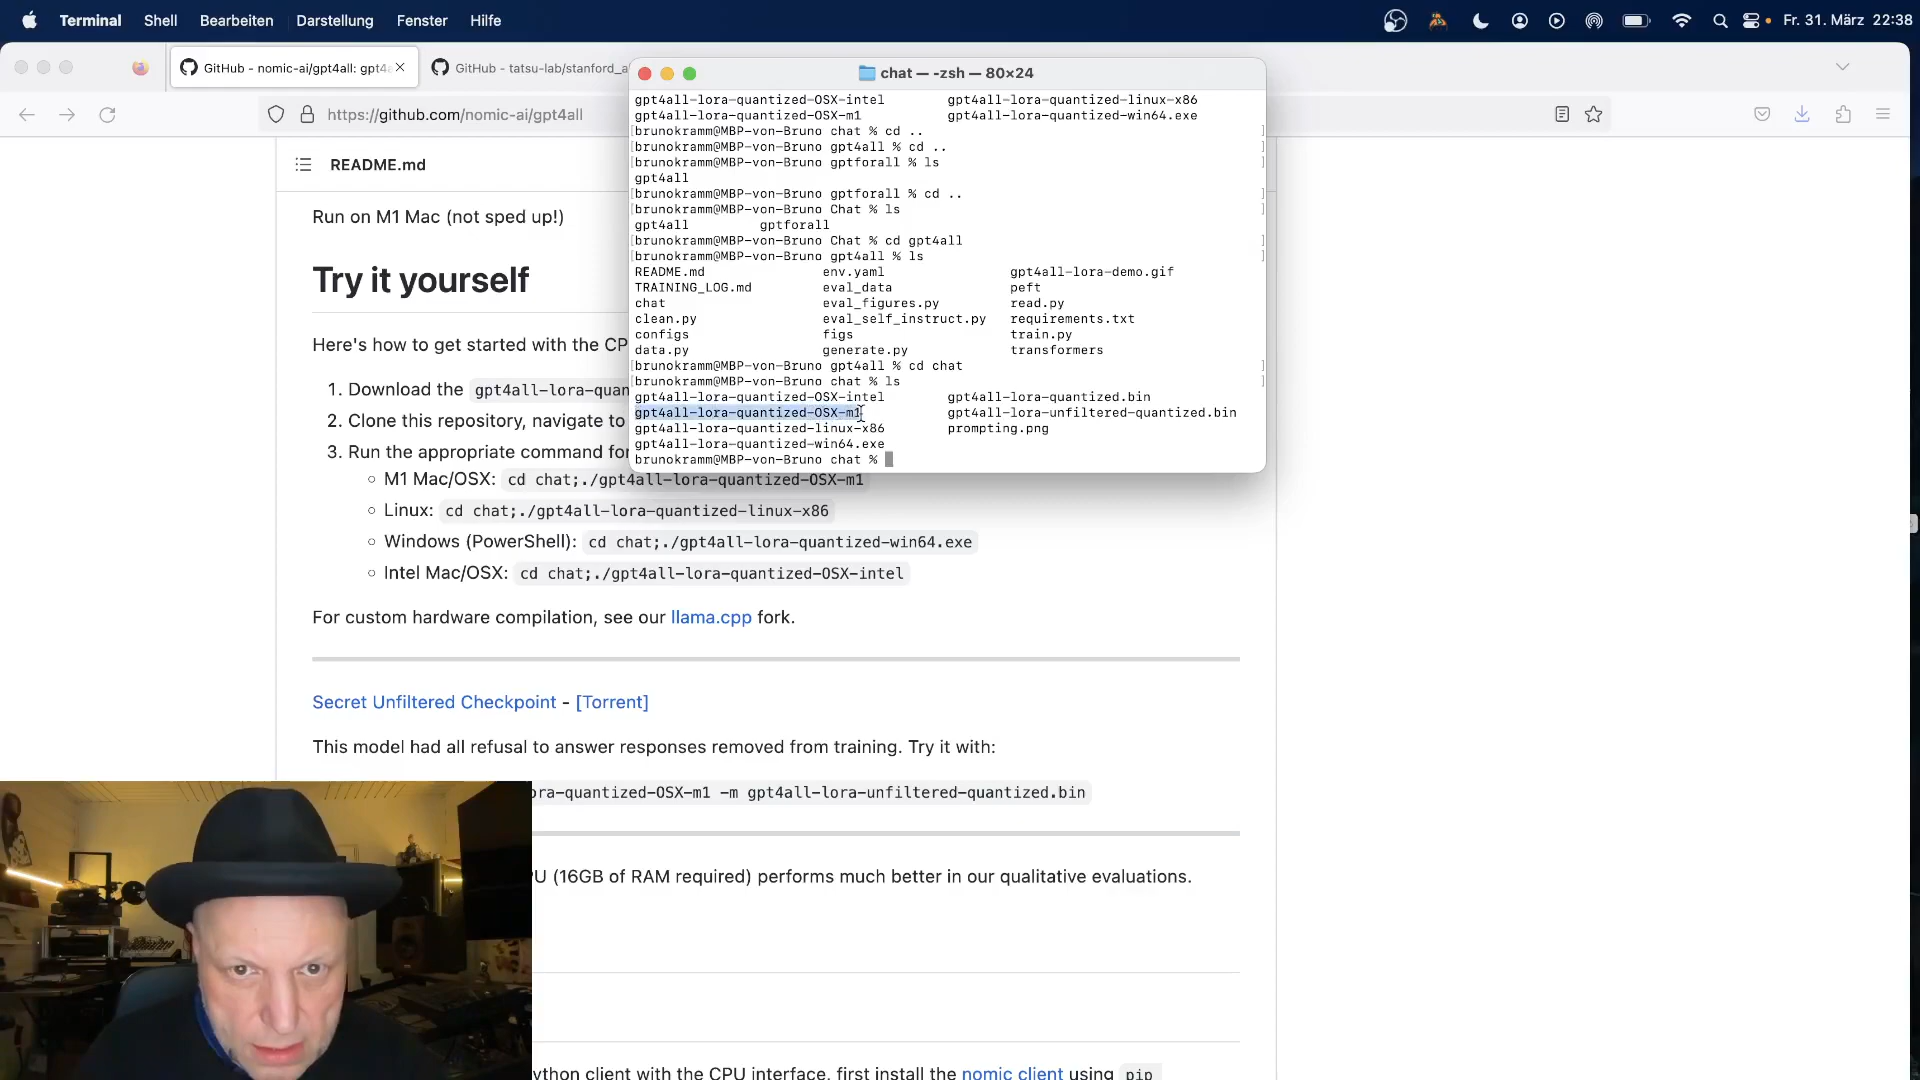 Terminal Shell Bearbeiten Darstellung Fenster Hilfe Fr. 31. März 22:38
GitHub - nomic-ai/gpt4all: gpt4
GitHub - tatsu-lab/stanford_a
https://github.com/nomic-ai/gpt4all
chat — -zsh — 80×24
gpt4all-lora-quantized-OSX-intel gpt4all-lora-quantized-linux-x86
gpt4all-lora-quantized-OSX-m1 gpt4all-lora-quantized-win64.exe
[brunokramm@MBP-von-Bruno chat % cd .. ]
[brunokramm@MBP-von-Bruno gpt4all % cd .. ]
[brunokramm@MBP-von-Bruno gptforall % ls ]
gpt4all
[brunokramm@MBP-von-Bruno gptforall % cd .. ]
[brunokramm@MBP-von-Bruno Chat % ls ]
gpt4all gptforall
[brunokramm@MBP-von-Bruno Chat % cd gpt4all ]
[brunokramm@MBP-von-Bruno gpt4all % ls ]
README.md env.yaml gpt4all-lora-demo.gif
TRAINING_LOG.md eval_data peft
chat eval_figures.py read.py
clean.py eval_self_instruct.py requirements.txt
configs figs train.py
data.py generate.py transformers
[brunokramm@MBP-von-Bruno gpt4all % cd chat ]
[brunokramm@MBP-von-Bruno chat % ls ]
gpt4all-lora-quantized-OSX-intel gpt4all-lora-quantized.bin
gpt4all-lora-quantized-OSX-m1 gpt4all-lora-unfiltered-quantized.bin
gpt4all-lora-quantized-linux-x86 prompting.png
gpt4all-lora-quantized-win64.exe
brunokramm@MBP-von-Bruno chat %
README.md
Run on M1 Mac (not sped up!)
Try it yourself
Here's how to get started with the CP
1. Download the gpt4all-lora-quan
2. Clone this repository, navigate to
3. Run the appropriate command for
M1 Mac/OSX: cd chat;./gpt4all-lora-quantized-OSX-m1
Linux: cd chat;./gpt4all-lora-quantized-linux-x86
Windows (PowerShell): cd chat;./gpt4all-lora-quantized-win64.exe
Intel Mac/OSX: cd chat;./gpt4all-lora-quantized-OSX-intel
For custom hardware compilation, see our llama.cpp fork.
Secret Unfiltered Checkpoint - [Torrent]
This model had all refusal to answer responses removed from training. Try it with:
ora-quantized-OSX-m1 -m gpt4all-lora-unfiltered-quantized.bin
U (16GB of RAM required) performs much better in our qualitative evaluations.
ython client with the CPU interface, first install the nomic client using pip